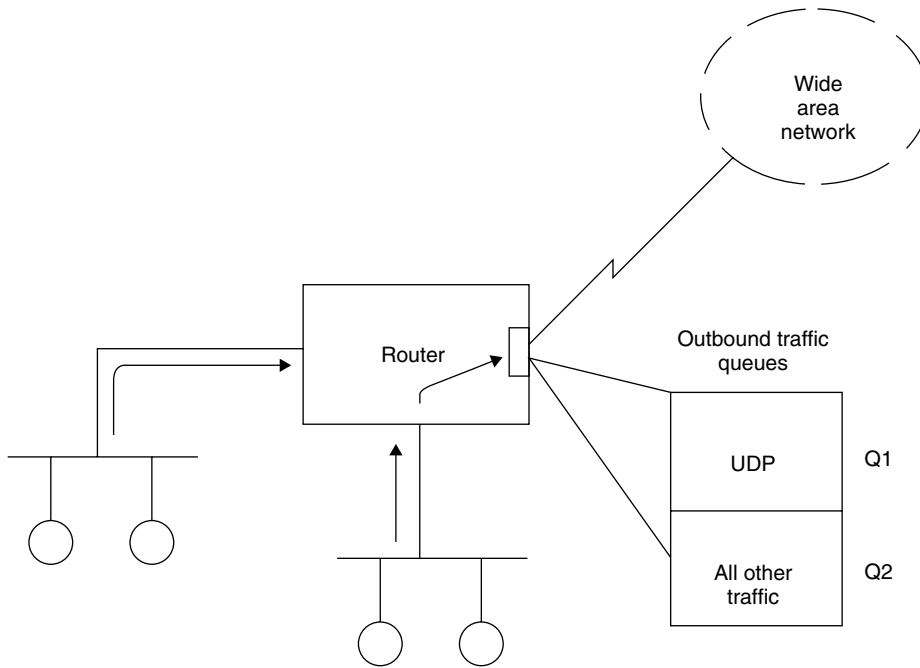 Wide
area
network
Router
Outbound traffic
queues
UDP
Q1
All other
traffic
Q2